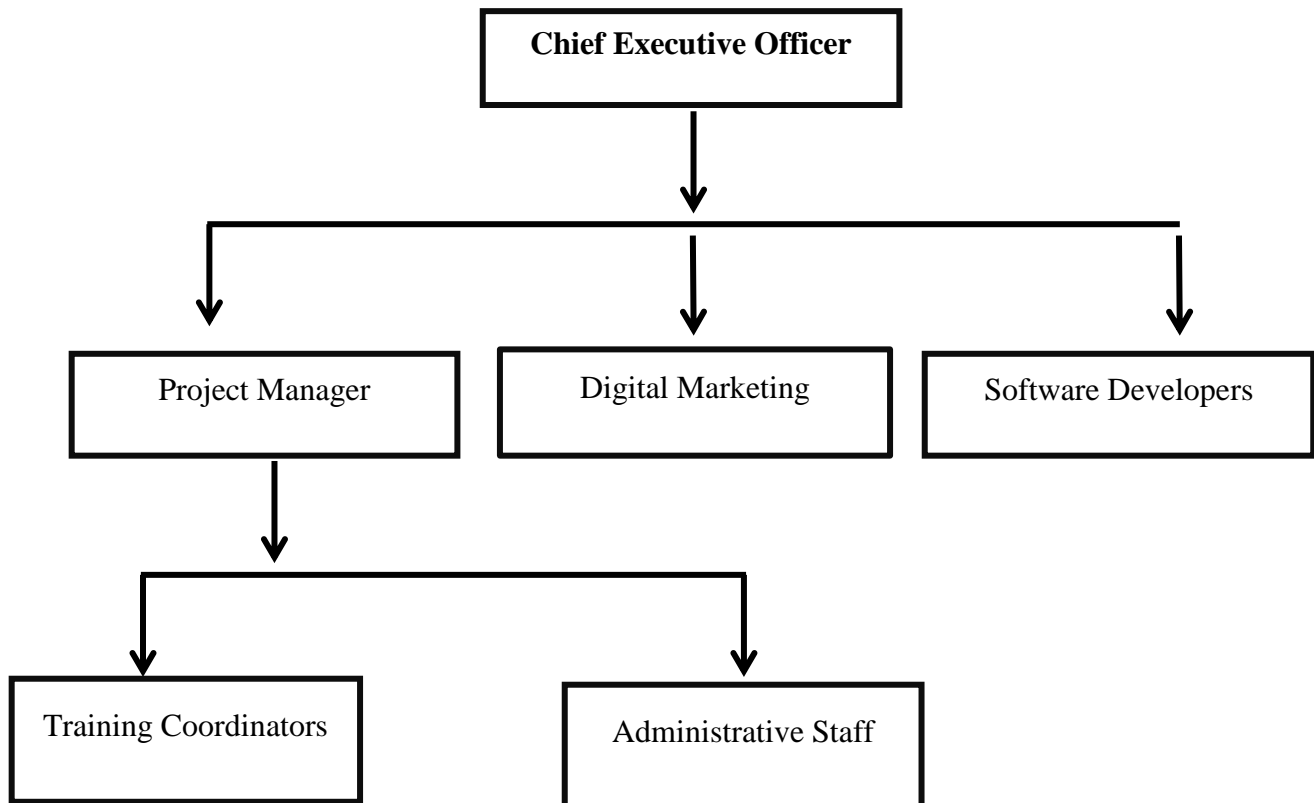 Chief Executive Officer
Project Manager
Digital Marketing
Software Developers
Training Coordinators
Administrative Staff